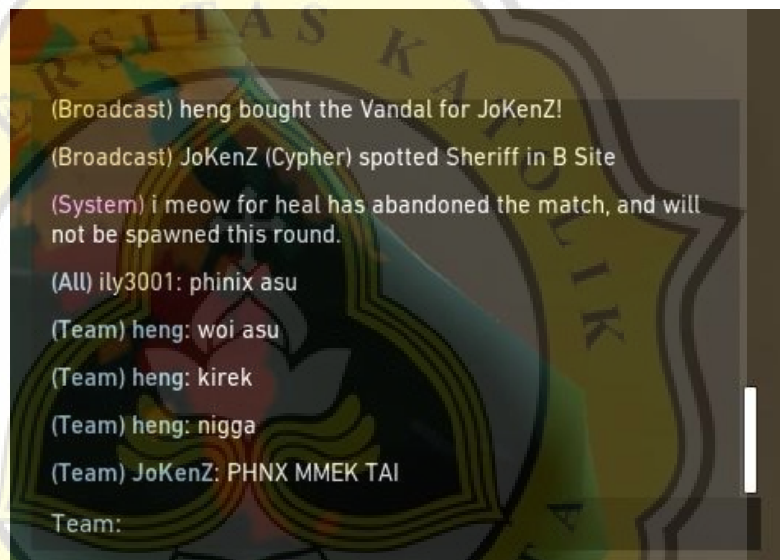 ERSITAS KATOLIK
(Broadcast) heng bought the Vandal for JoKenZ!
(Broadcast) JoKenZ (Cypher) spotted Sheriff in B Site
(System) i meow for heal has abandoned the match, and will
not be spawned this round.
(All) ily3001: phinix asu
(Team) heng: woi asu
(Team) heng: kirek
(Team) heng: nigga
(Team) JoKenZ: PHNX MMEK TAI
Team:
A